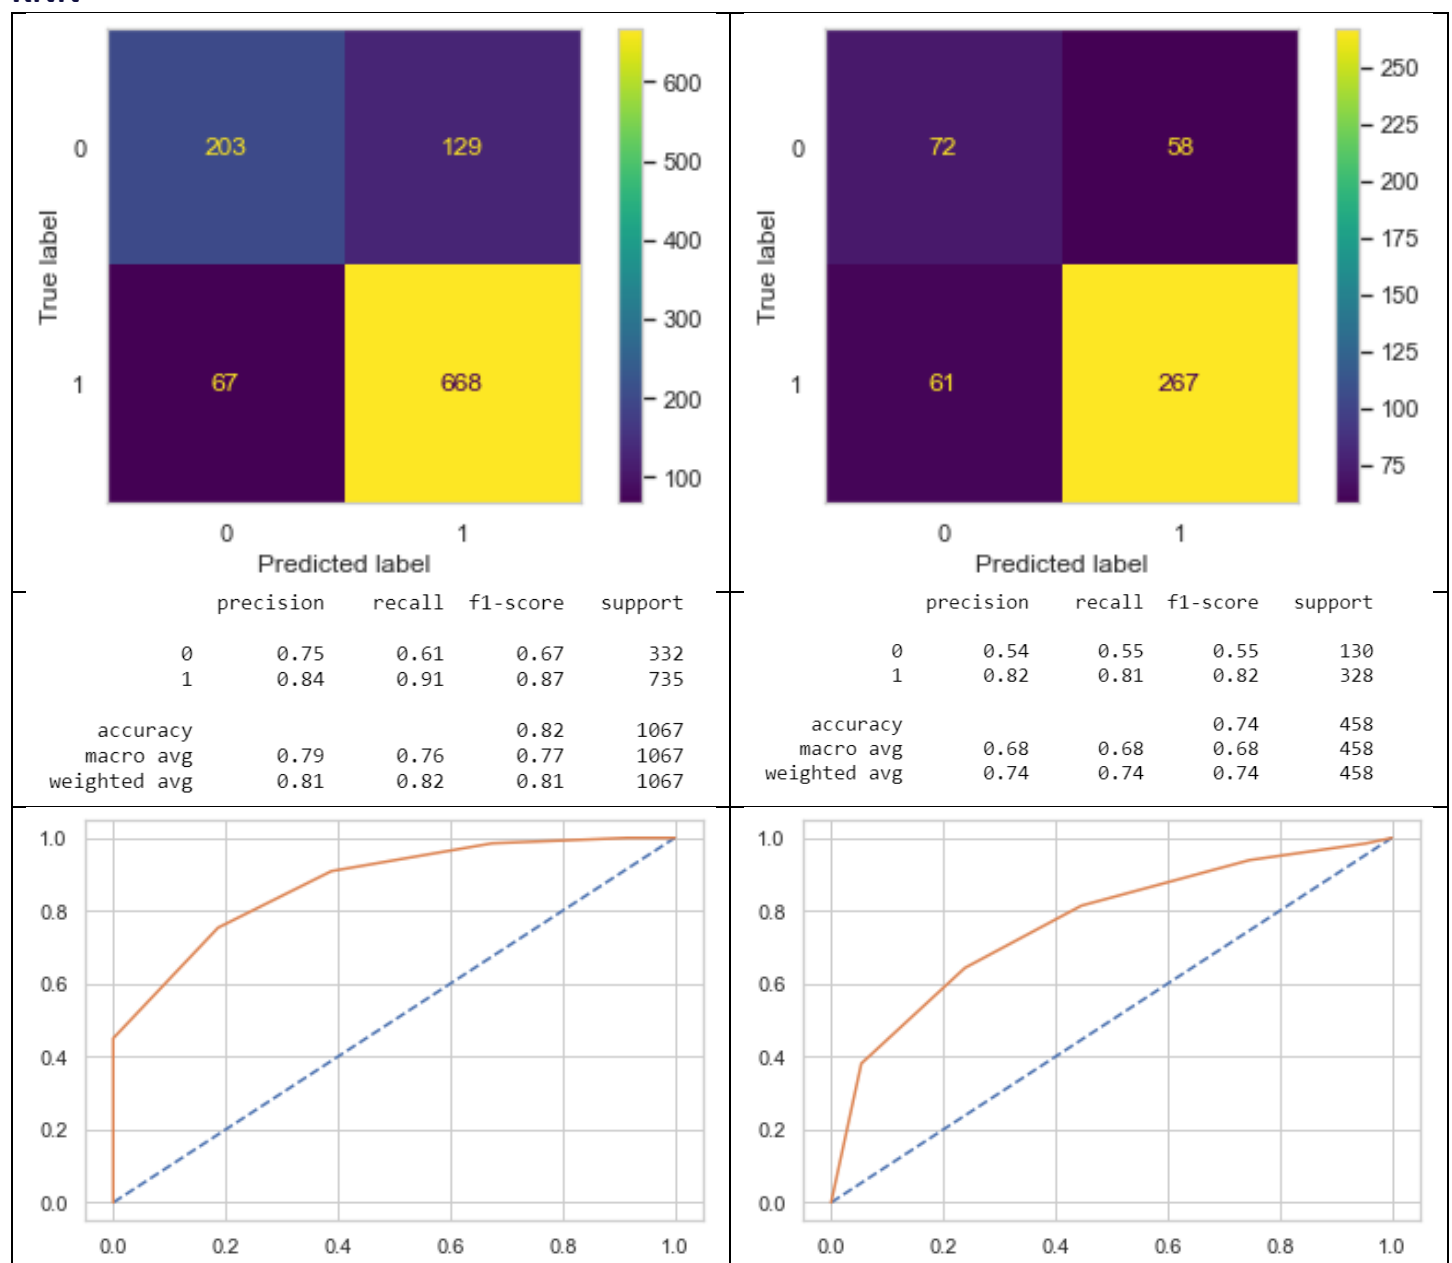 600
500
400
300
200
100
0
203
129
1
67
668
True label
0
1
Predicted label
250
225
200
175
150
125
100
75
0
72
58
1
61
267
True label
0
1
Predicted label
precision recall f1-score support
0 0.75 0.61 0.67 332
1 0.84 0.91 0.87 735
accuracy 0.82 1067
macro avg 0.79 0.76 0.77 1067
weighted avg 0.81 0.82 0.81 1067
precision recall f1-score support
0 0.54 0.55 0.55 130
1 0.82 0.81 0.82 328
accuracy 0.74 458
macro avg 0.68 0.68 0.68 458
weighted avg 0.74 0.74 0.74 458
1.0
0.8
0.6
0.4
0.2
0.0
0.0 0.2 0.4 0.6 0.8 1.0
1.0
0.8
0.6
0.4
0.2
0.0
0.0 0.2 0.4 0.6 0.8 1.0